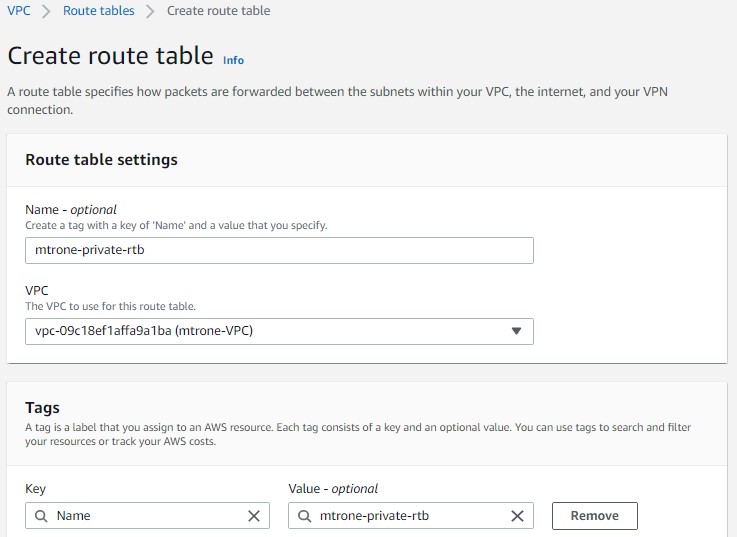 VPC > Route tables > Create route table
Create route table Info
A route table specifies how packets are forwarded between the subnets within your VPC, the internet, and your VPN
connection.
Route table settings
Name - optional
Create a tag with a key of 'Name' and a value that you specify.
mtrone-private-rtb
VPC
The VPC to use for this route table.
vpc-09c18ef1affa9a1ba (mtrone-VPC)
Tags
A tag is a label that you assign to an AWS resource. Each tag consists of a key and an optional value. You can use tags to search and filter
your resources or track your AWS costs.
Key Value - optional
Name mtrone-private-rtb Remove